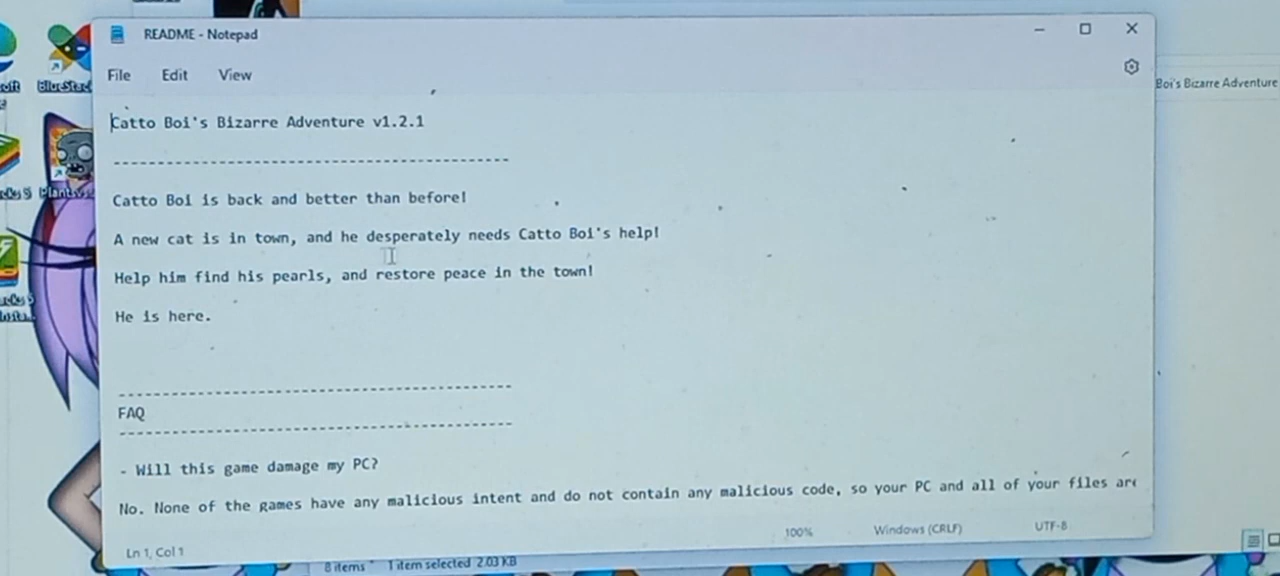 README - Notepad
File Edit View
Boi's Bizarre Adventure
BlueStac
Catto Boi's Bizarre Adventure v1.2.1
---------------------------------------------
Catto Boi is back and better than before!
A new cat is in town, and he desperately needs Catto Boi's help!
Help him find his pearls, and restore peace in the town!
He is here.
---------------------------------------------
FAQ
---------------------------------------------
- Will this game damage my PC?
No. None of the games have any malicious intent and do not contain any malicious code, so your PC and all of your files are
Ln 1, Col 1 100% Windows (CRLF) UTF-8
8 items 1 item selected 2.03 KB